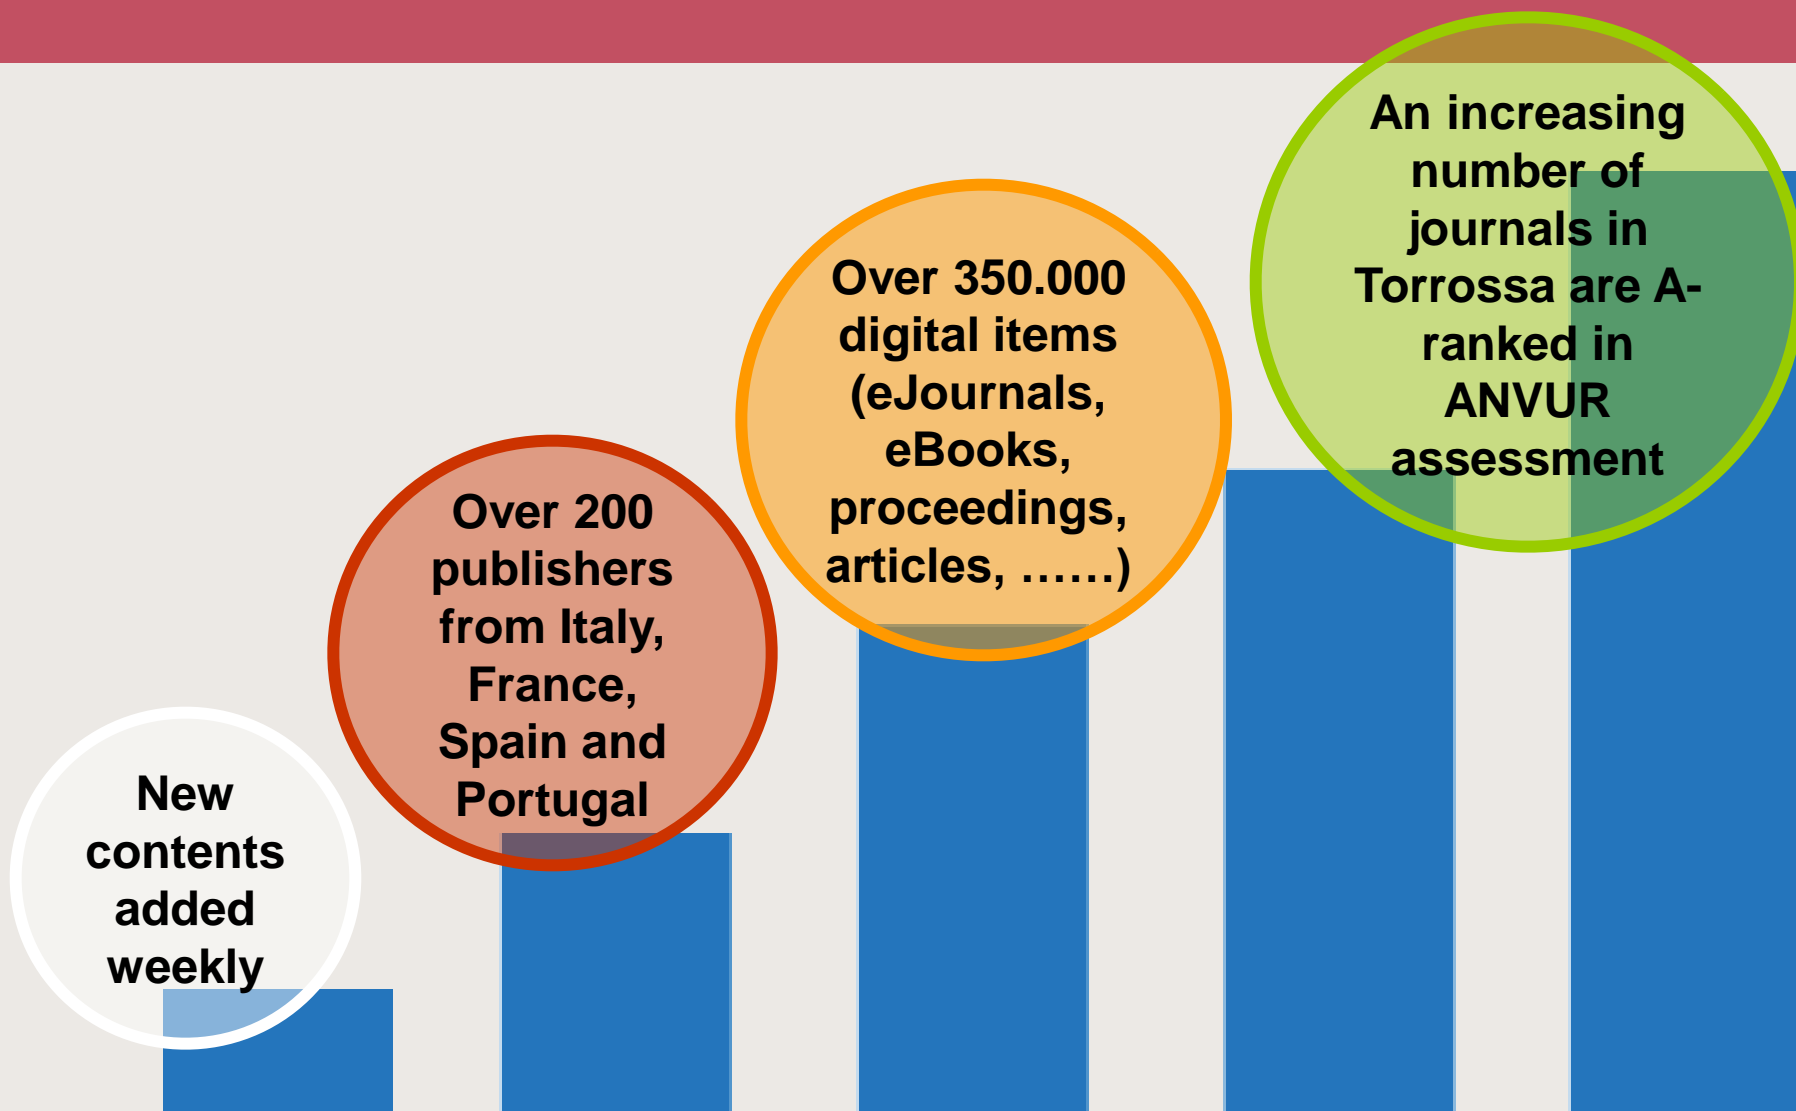 New
contents
added
weekly
Over 200
publishers
from Italy,
France,
Spain and
Portugal
Over 350.000
digital items
(eJournals,
eBooks,
proceedings,
articles, ……)
An increasing
number of
journals in
Torrossa are A-
ranked in
ANVUR
assessment